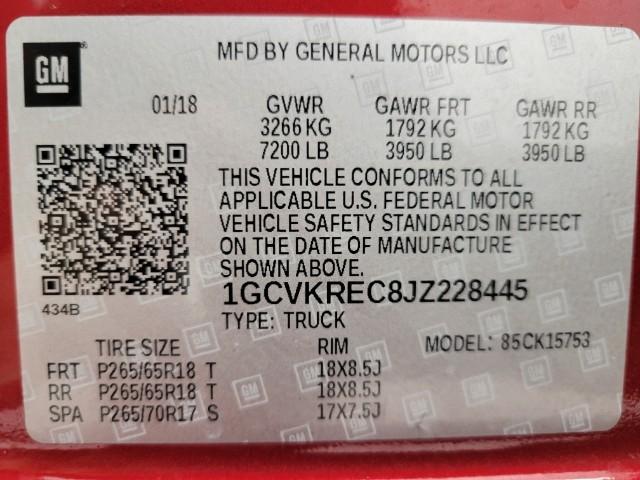 GM
MFD BY GENERAL MOTORS LLC
01/18 GVWR GAWR FRT GAWR RR
3266 KG 1792 KG 1792 KG
7200 LB 3950 LB 3950 LB
THIS VEHICLE CONFORMS TO ALL
APPLICABLE U.S. FEDERAL MOTOR
VEHICLE SAFETY STANDARDS IN EFFECT
ON THE DATE OF MANUFACTURE
SHOWN ABOVE.
434B
1GCVKREC8JZ228445
TYPE: TRUCK
TIRE SIZE RIM MODEL: 85CK15753
FRT P265/65R18 T 18X8.5J
RR P265/65R18 T 18X8.5J
SPA P265/70R17 S 17X7.5J